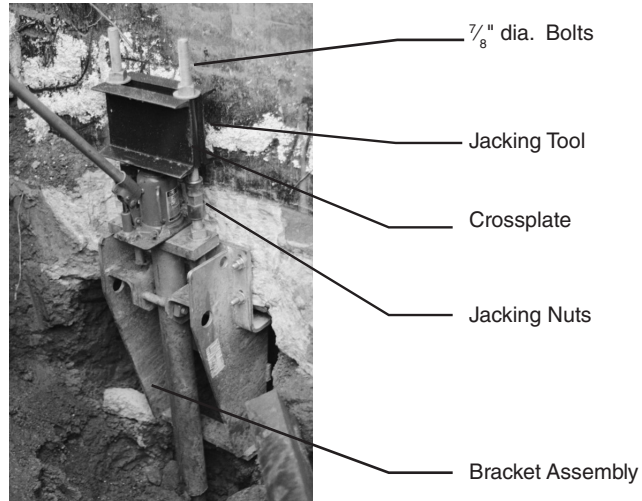 7/8" dia. Bolts
Jacking Tool
Crossplate
Jacking Nuts
Bracket Assembly